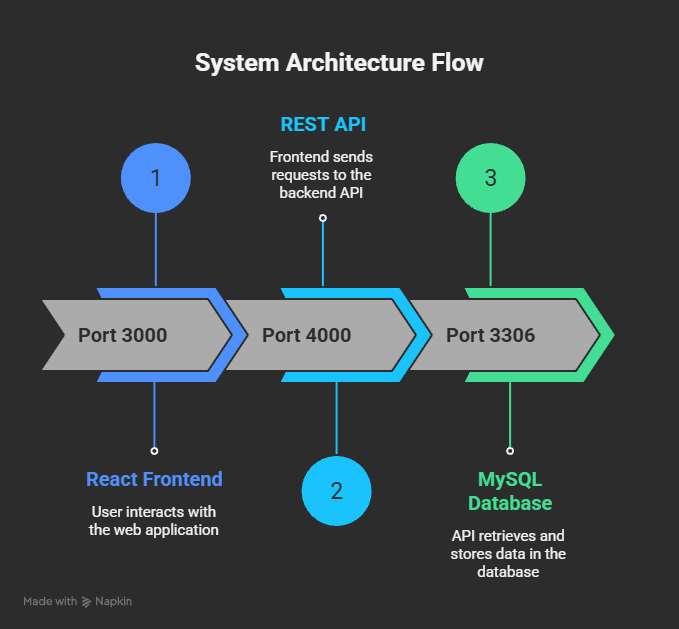 System Architecture Flow
REST API
Frontend sends
requests to the
backend API
1
3
Port 3000
Port 4000
Port 3306
React Frontend
User interacts with
the web application
2
MySQL
Database
API retrieves and
stores data in the
database
Made with Napkin